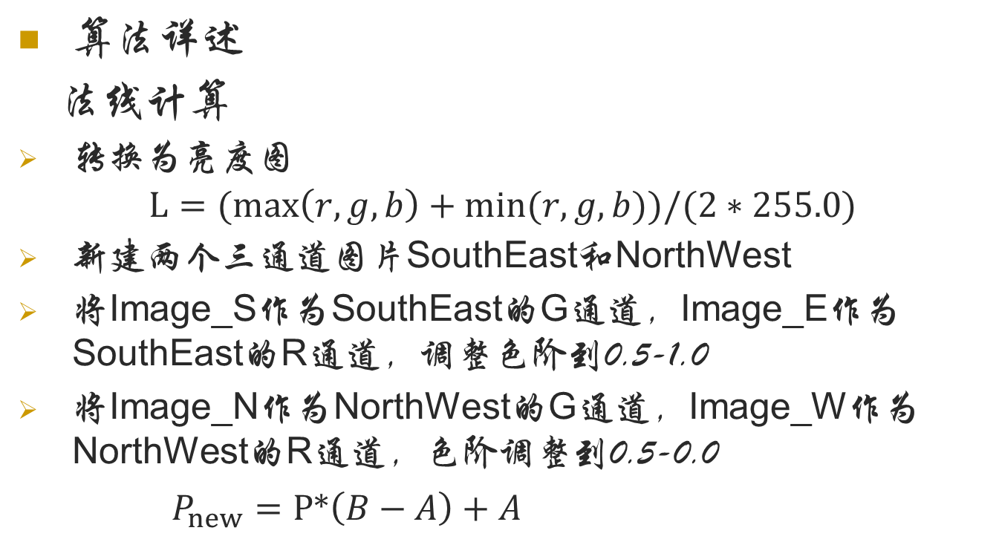 算法详述
法线计算
转换为亮度图
L = (max(r, g, b) + min(r, g, b))/(2 * 255.0)
新建两个三通道图片SouthEast和NorthWest
将Image_S作为SouthEast的G通道，Image_E作为
SouthEast的R通道，调整色阶到0.5-1.0
将Image_N作为NorthWest的G通道，Image_W作为
NorthWest的R通道，色阶调整到0.5-0.0
P_new = P*(B − A) + A